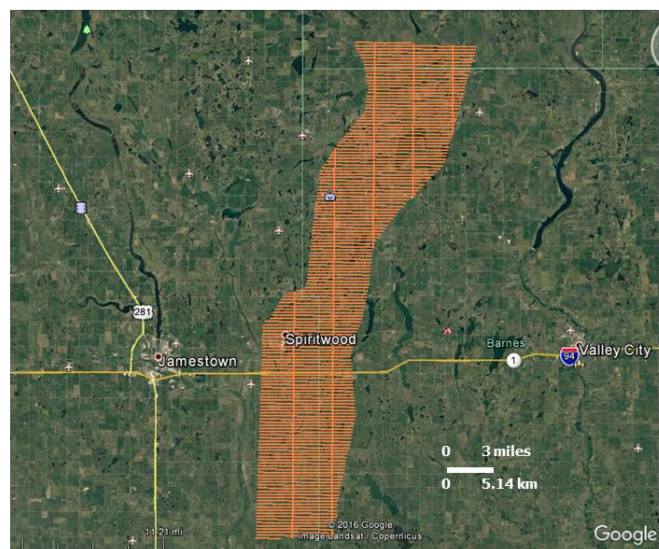 281
Jamestown
Spiritwood
Barnes
1
94
Valley City
0 3 miles
0 5.14 km
11.21 mi
© 2016 Google
Image Landsat / Copernicus
Google